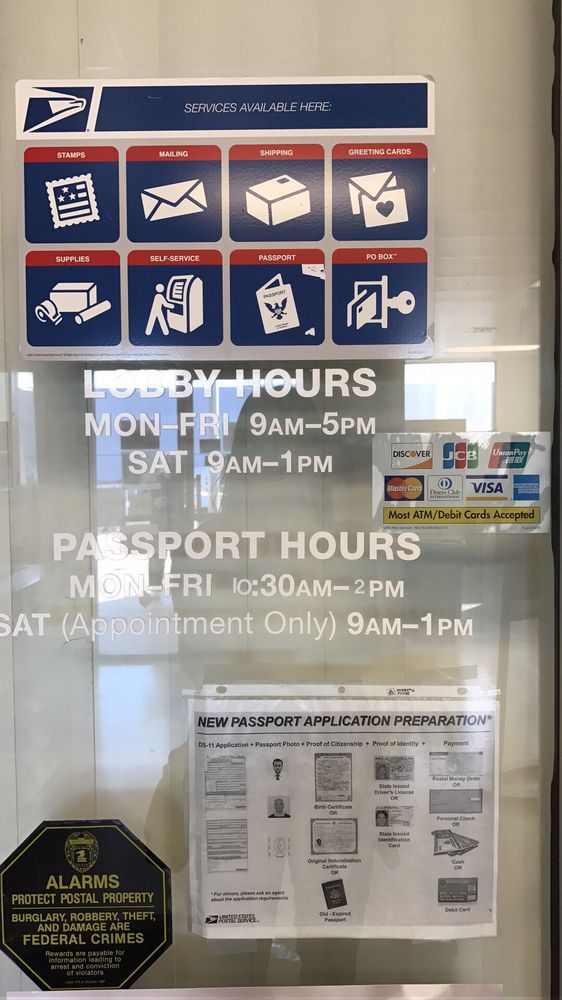 SERVICES AVAILABLE HERE:
STAMPS MAILING SHIPPING GREETING CARDS
SUPPLIES SELF-SERVICE PASSPORT PO BOX™
PASSPORT
LOBBY HOURS
MON-FRI 9AM-5PM
SAT 9AM-1PM
DISCOVER JCB UnionPay 银联
MasterCard Diners Club INTERNATIONAL VISA AMERICAN EXPRESS
Most ATM/Debit Cards Accepted
PASSPORT HOURS
MON-FRI 10:30AM-2PM
SAT (Appointment Only) 9AM-1PM
NEW PASSPORT APPLICATION PREPARATION*
DS-11 Application + Passport Photo + Proof of Citizenship + Proof of Identity + Payment
Birth Certificate
OR
Original Naturalization
Certificate
OR
Old - Expired
Passport
State Issued
Driver's License
OR
State Issued
Identification
Card
Postal Money Order
OR
Personal Check
OR
Cash
OR
Debit Card
* For minors, please ask an agent
about the application requirements
UNITED STATES
POSTAL SERVICE
ALARMS
PROTECT POSTAL PROPERTY
BURGLARY, ROBBERY, THEFT,
AND DAMAGE ARE
FEDERAL CRIMES
Rewards are payable for
information leading to
arrest and conviction
of violators